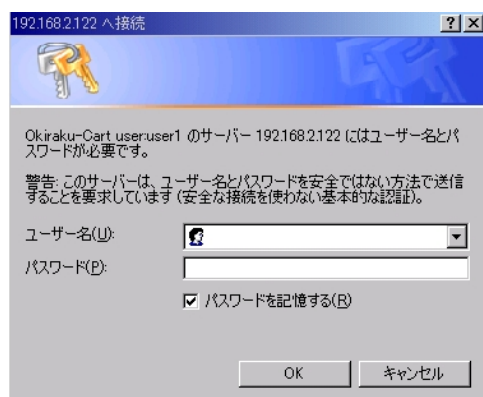 192.168.2.122 へ接続
Okiraku-Cart user:user1 のサーバー 192.168.2.122 にはユーザー名とパ
スワードが必要です。
警告: このサーバーは、ユーザー名とパスワードを安全ではない方法で送信
することを要求しています (安全な接続を使わない基本的な認証)。
ユーザー名(U):
パスワード(P):
パスワードを記憶する(R)
OK キャンセル